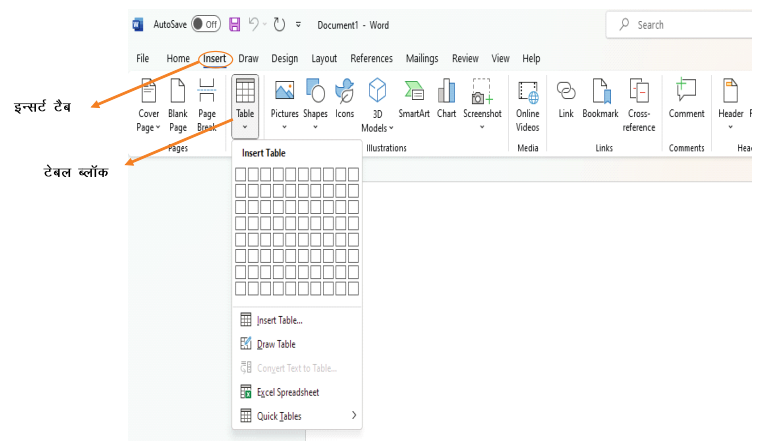 AutoSave Off Document1 - Word Search
File Home Insert Draw Design Layout References Mailings Review View Help
Cover Page Blank Page Page Break Table Pictures Shapes Icons 3D Models SmartArt Chart Screenshot Online Videos Link Bookmark Cross-reference Comment Header
Pages Illustrations Media Links Comments
इन्सर्ट टैब
टेबल ब्लॉक
Insert Table
Insert Table...
Draw Table
Convert Text to Table...
Excel Spreadsheet
Quick Tables